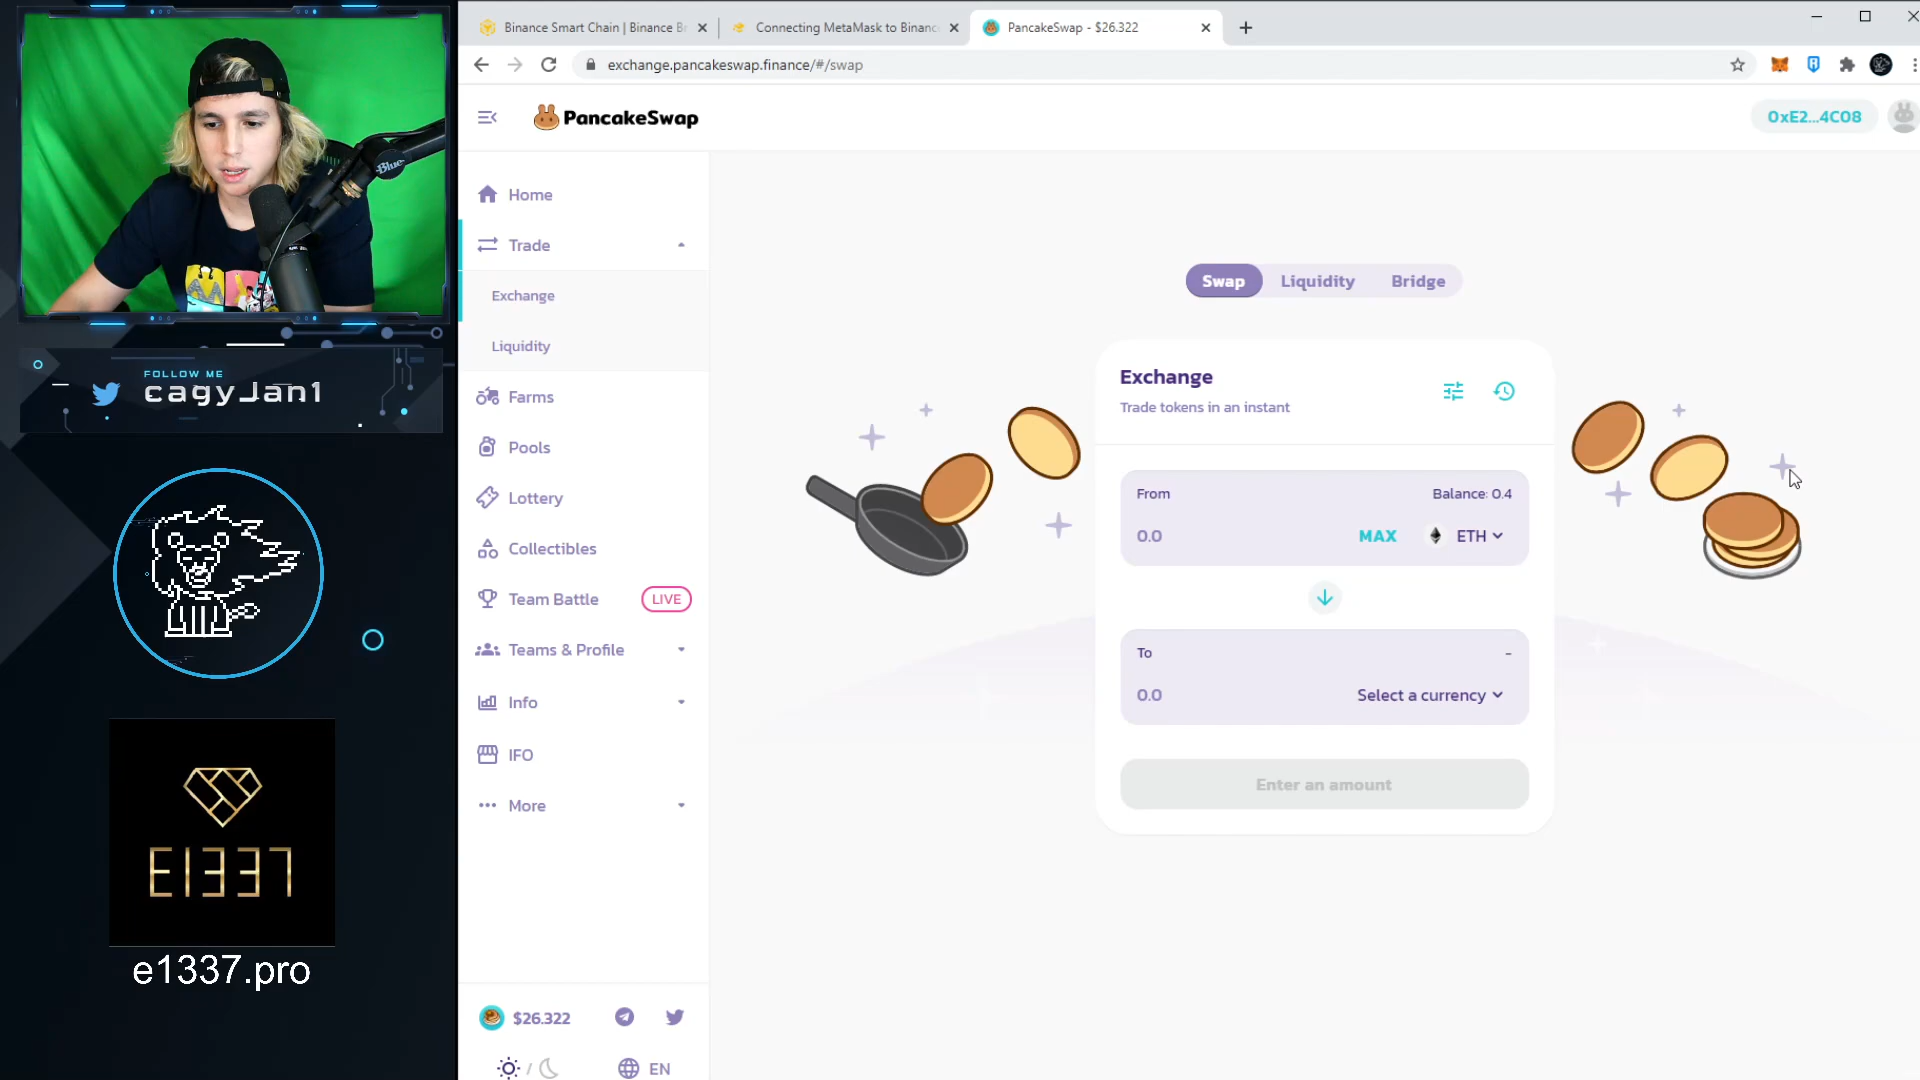 Binance Smart Chain | Binance B
Connecting MetaMask to Binanc
PancakeSwap - $26.322
exchange.pancakeswap.finance/#/swap
PancakeSwap
0xE2...4C08
Home
Trade
Exchange
Liquidity
Farms
Pools
Lottery
Collectibles
Team Battle
LIVE
Teams & Profile
Info
IFO
More
$26.322
EN
Swap
Liquidity
Bridge
Exchange
Trade tokens in an instant
From
Balance: 0.4
0.0
MAX
ETH
To
-
0.0
Select a currency
Enter an amount
Blue
FOLLOW ME
cagyJan1
E1337
e1337.pro